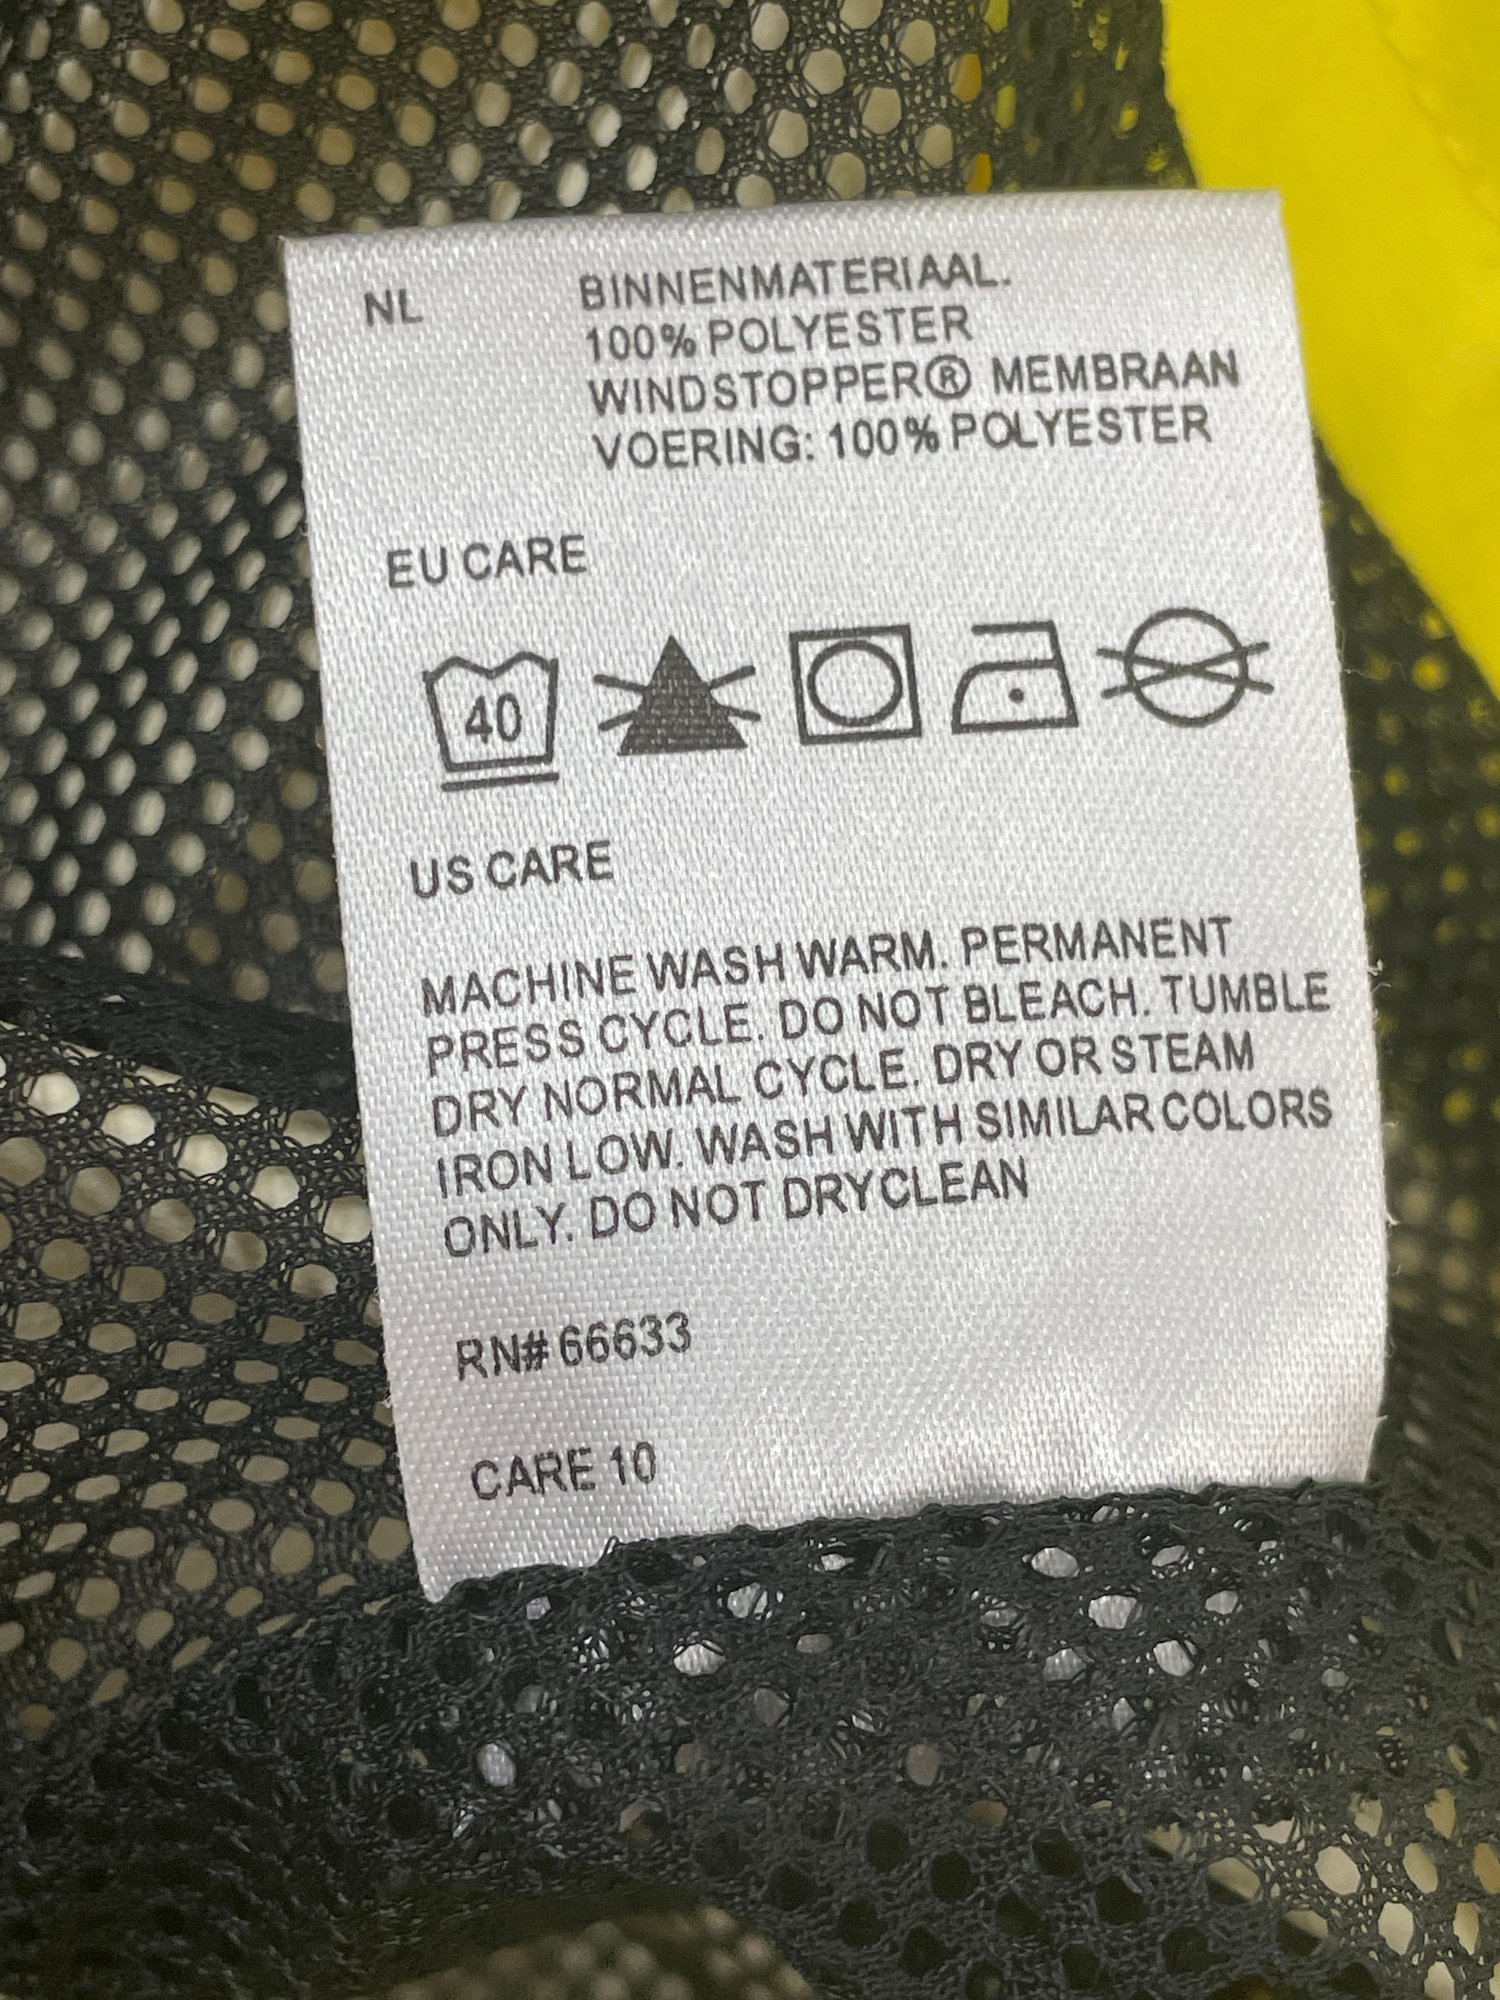 NL BINNENMATERIAAL.
100% POLYESTER
WINDSTOPPER® MEMBRAAN
VOERING: 100% POLYESTER
EU CARE
40
US CARE
MACHINE WASH WARM. PERMANENT
PRESS CYCLE. DO NOT BLEACH. TUMBLE
DRY NORMAL CYCLE. DRY OR STEAM
IRON LOW. WASH WITH SIMILAR COLORS
ONLY. DO NOT DRYCLEAN
RN# 66633
CARE 10